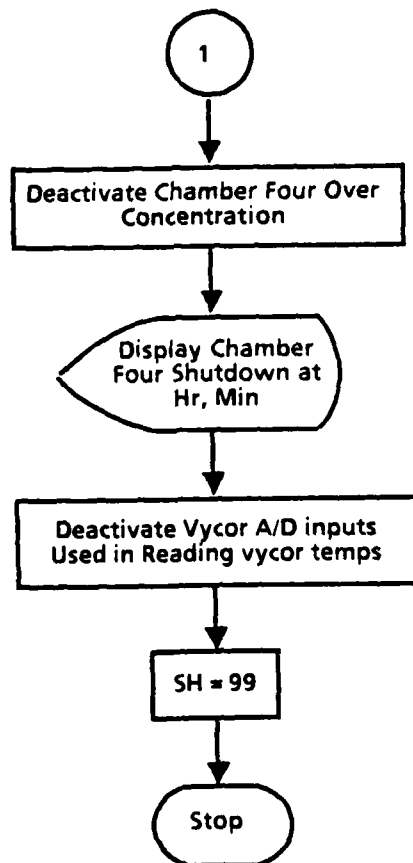 1
Deactivate Chamber Four Over
Concentration
Display Chamber
Four Shutdown at
Hr, Min
Deactivate Vycor A/D inputs
Used in Reading vycor temps
SH = 99
Stop